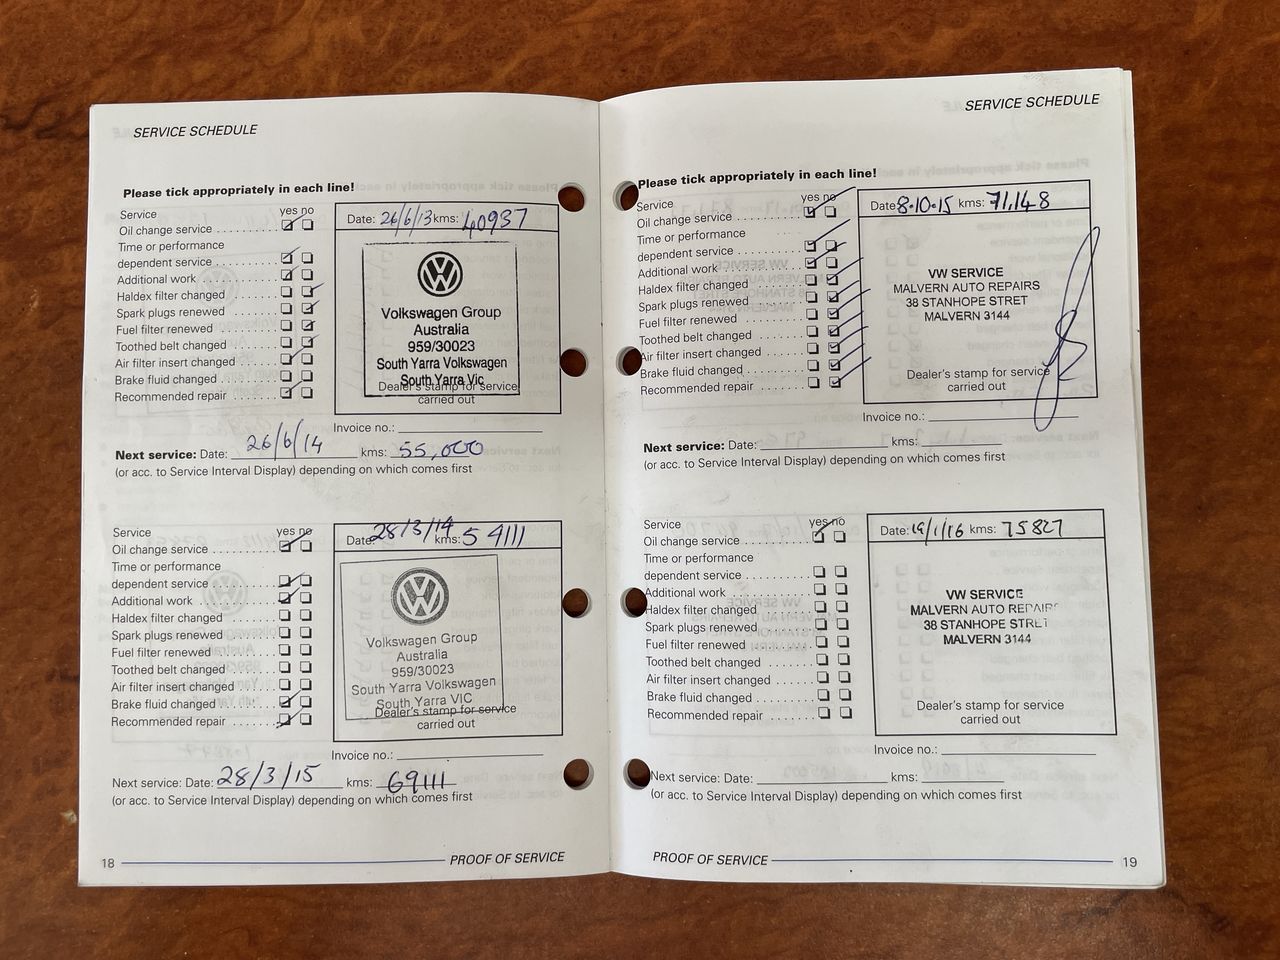 SERVICE SCHEDULE
Please tick appropriately in each line!
Service yes no
Oil change service
Time or performance
dependent service
Additional work
Haldex filter changed
Spark plugs renewed
Fuel filter renewed
Toothed belt changed
Air filter insert changed
Brake fluid changed
Recommended repair
Date: 26/6/13 kms: 40937
Volkswagen Group
Australia
959/30023
South Yarra Volkswagen
South Yarra Vic
Dealer's stamp for service
carried out
Invoice no.:
Next service: Date: 26/6/14 kms: 55,000
(or acc. to Service Interval Display) depending on which comes first
Service yes no
Oil change service
Time or performance
dependent service
Additional work
Haldex filter changed
Spark plugs renewed
Fuel filter renewed
Toothed belt changed
Air filter insert changed
Brake fluid changed
Recommended repair
Date: 28/3/14 kms: 54111
Volkswagen Group
Australia
959/30023
South Yarra Volkswagen
South Yarra VIC
Dealer's stamp for service
carried out
Invoice no.:
Next service: Date: 28/3/15 kms: 69111
(or acc. to Service Interval Display) depending on which comes first
18 PROOF OF SERVICE
SERVICE SCHEDULE
Please tick appropriately in each line!
Service yes no
Oil change service
Time or performance
dependent service
Additional work
Haldex filter changed
Spark plugs renewed
Fuel filter renewed
Toothed belt changed
Air filter insert changed
Brake fluid changed
Recommended repair
Date 8.10.15 kms: 71,148
VW SERVICE
MALVERN AUTO REPAIRS
38 STANHOPE STRET
MALVERN 3144
Dealer's stamp for service
carried out
Invoice no.:
Next service: Date: kms:
(or acc. to Service Interval Display) depending on which comes first
Service yes no
Oil change service
Time or performance
dependent service
Additional work
Haldex filter changed
Spark plugs renewed
Fuel filter renewed
Toothed belt changed
Air filter insert changed
Brake fluid changed
Recommended repair
Date: 19/1/16 kms: 75827
VW SERVICE
MALVERN AUTO REPAIRS
38 STANHOPE STRET
MALVERN 3144
Dealer's stamp for service
carried out
Invoice no.:
Next service: Date: kms:
(or acc. to Service Interval Display) depending on which comes first
PROOF OF SERVICE 19